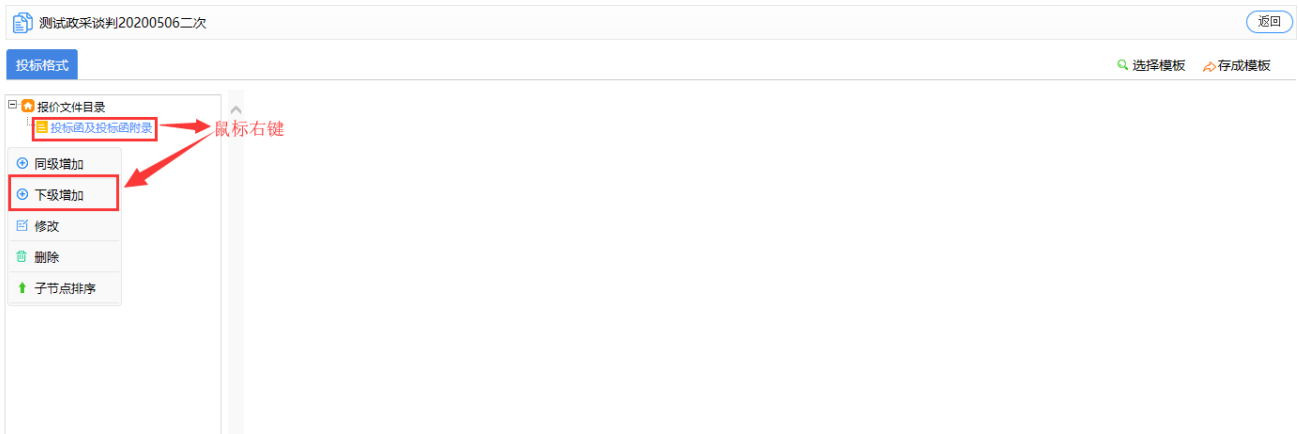 测试政采谈判20200506二次
返回
投标格式
选择模板
存成模板
报价文件目录
投标函及投标函附录
鼠标右键
同级增加
下级增加
修改
删除
子节点排序